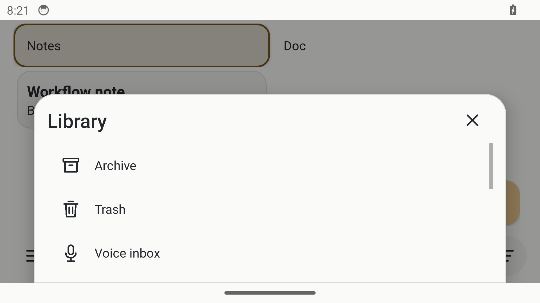 8:21
Notes
Doc
Workflow note
B
Library
Archive
Trash
Voice inbox